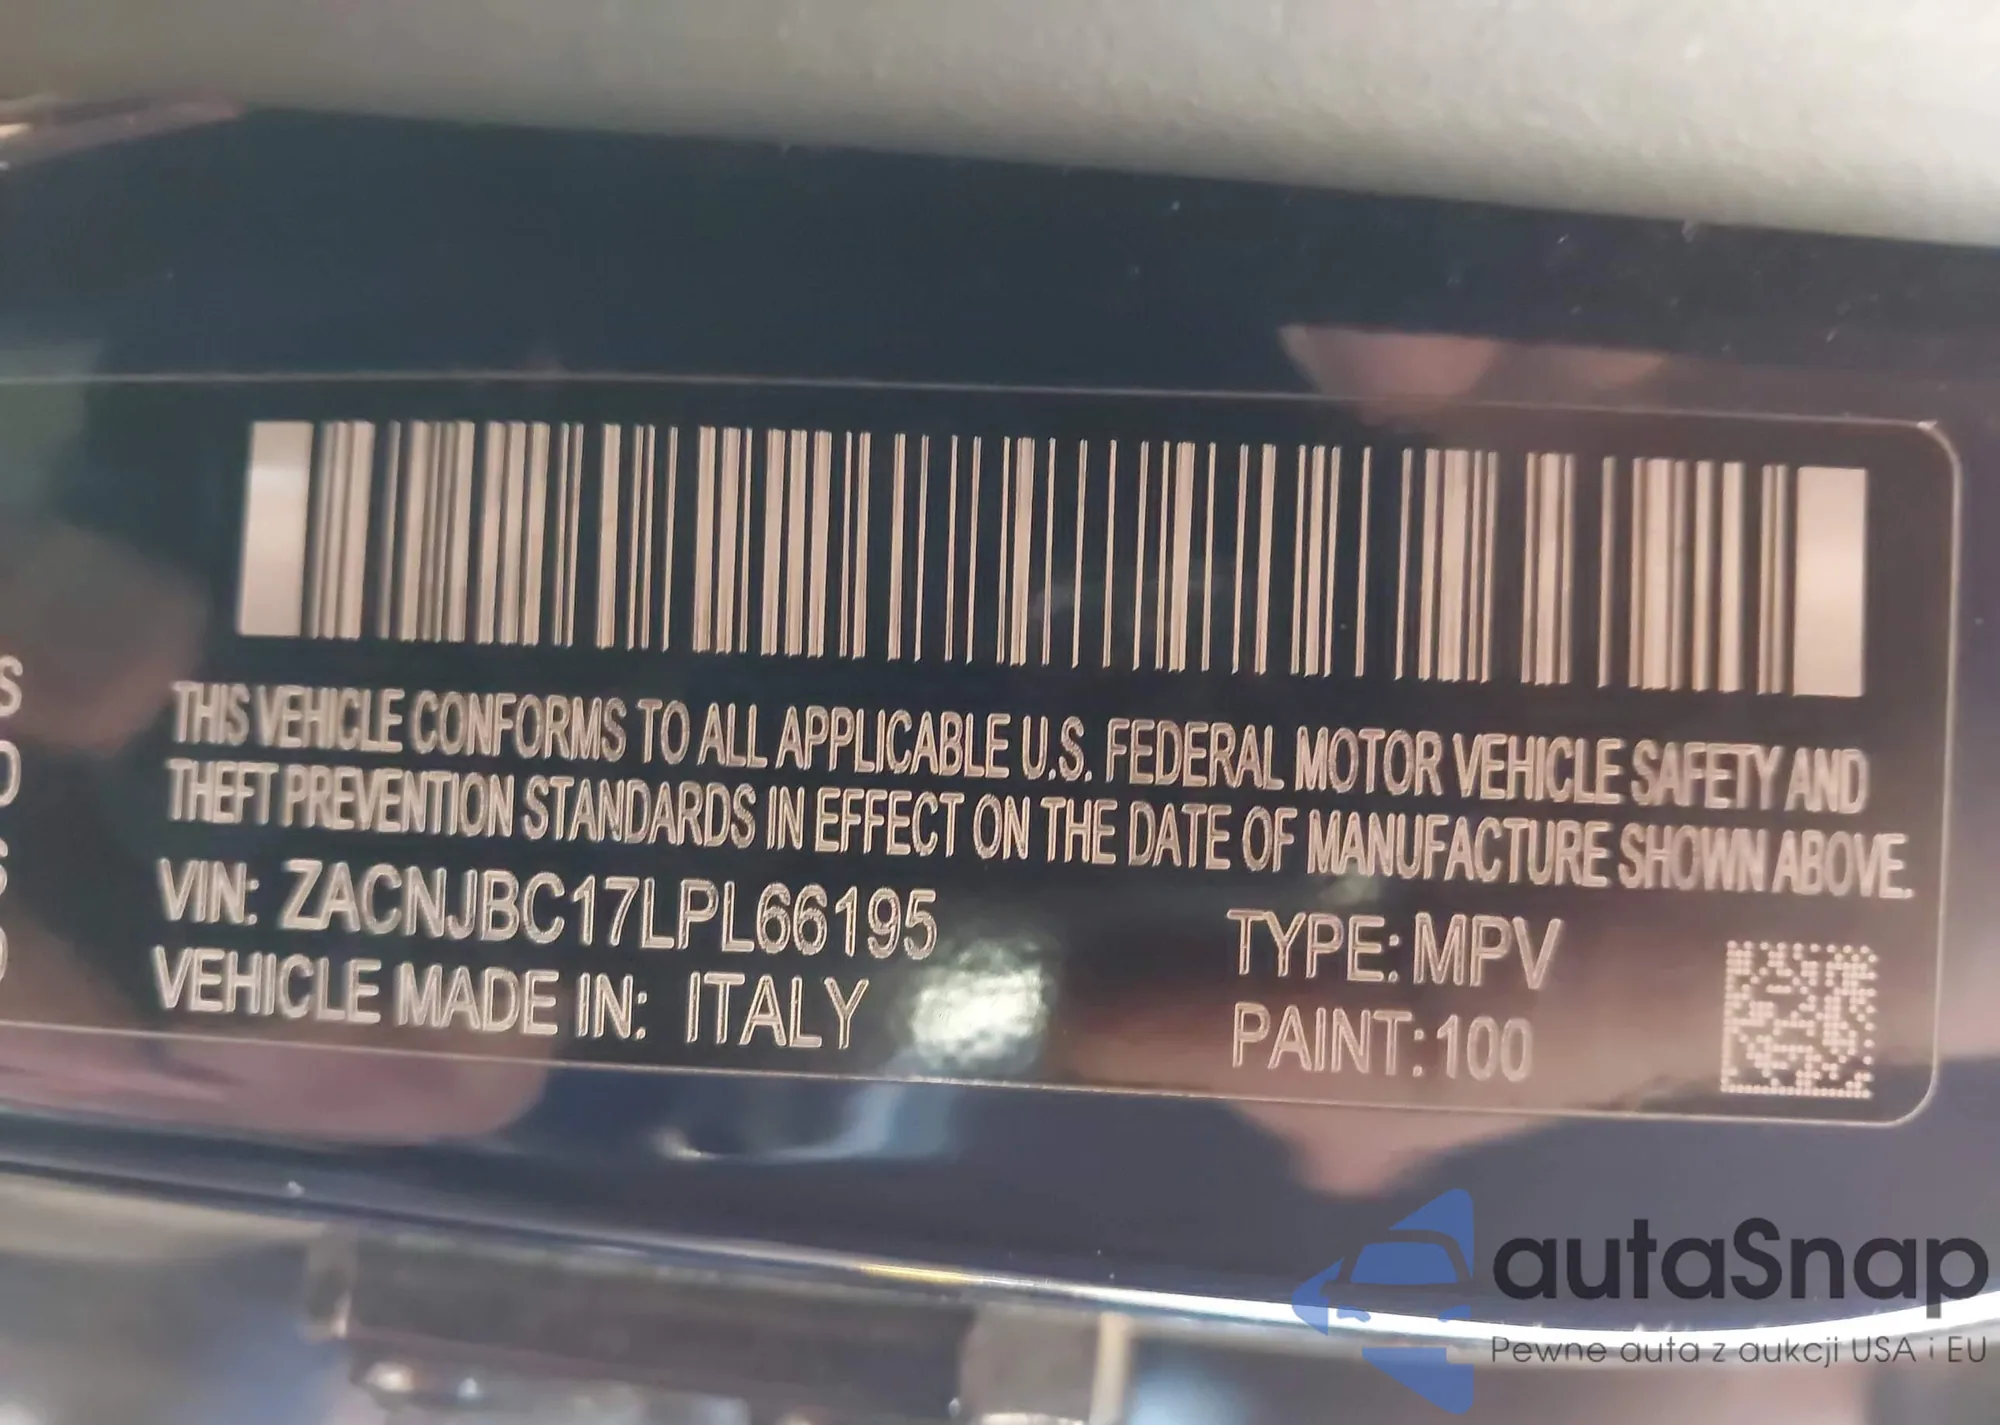 THIS VEHICLE CONFORMS TO ALL APPLICABLE U.S. FEDERAL MOTOR VEHICLE SAFETY AND
THEFT PREVENTION STANDARDS IN EFFECT ON THE DATE OF MANUFACTURE SHOWN ABOVE.
VIN: ZACNJBC17LPL66195
TYPE: MPV
VEHICLE MADE IN: ITALY
PAINT: 100
autaSnap
Pewne auta z aukcji USA i EU